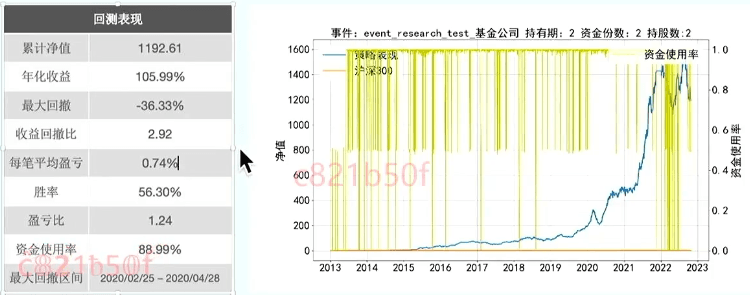 回测表现
累计净值 1192.61
年化收益 105.99%
最大回撤 -36.33%
收益回撤比 2.92
每笔平均盈亏 0.74%
胜率 56.30%
盈亏比 1.24
资金使用率 88.99%
最大回撤区间 2020/02/25 ~ 2020/04/28
c821b50f
事件: event_research_test_基金公司 持有期: 2 资金份数: 2 持股数:2
策略表现
沪深300
资金使用率
净值
1600
1400
1200
1000
800
600
400
200
0
1.0
0.8
0.6
0.4
0.2
0.0
资金使用率
2013 2014 2015 2016 2017 2018 2019 2020 2021 2022 2023
c821b50f